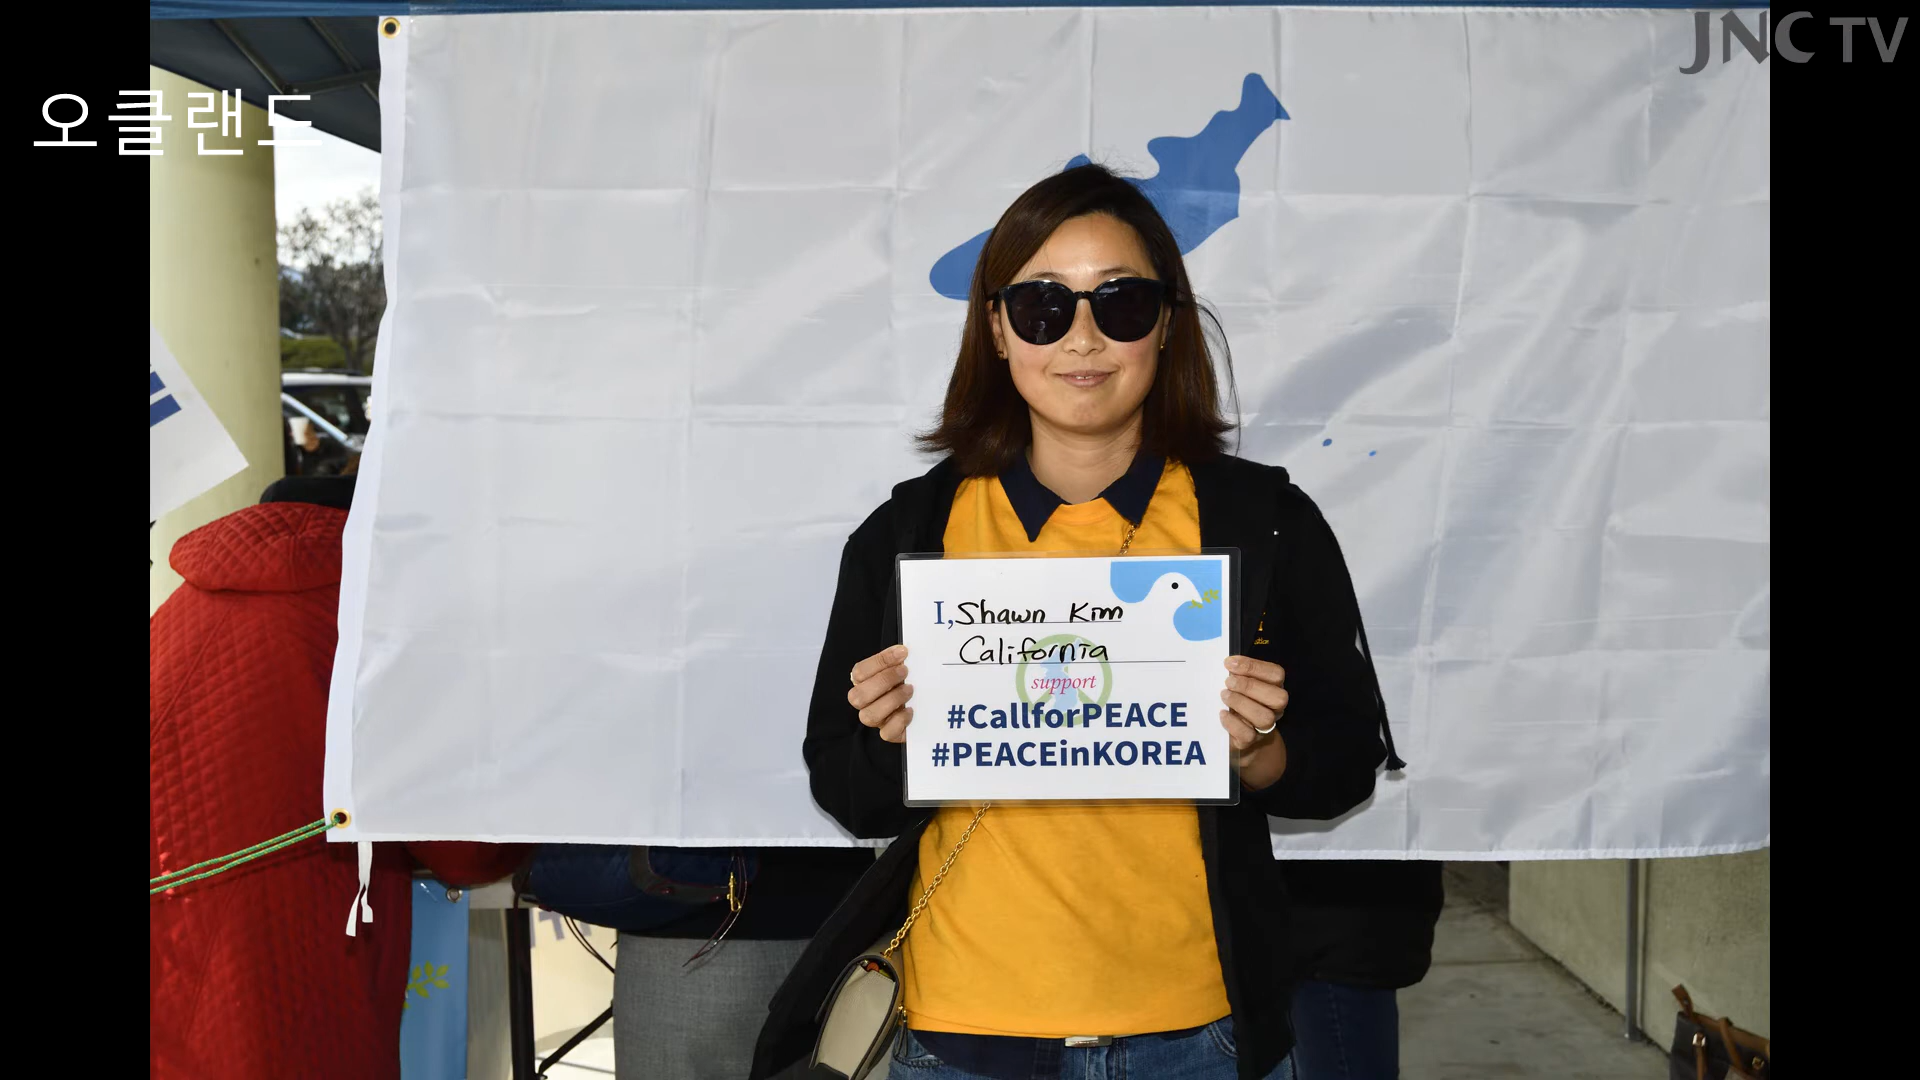 JNC TV
오클랜드
I, Shawn Kim
California
support
#CallforPEACE
#PEACEinKOREA